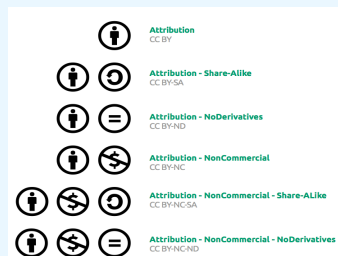 Attribution
CC BY
Attribution - Share-Alike
CC BY-SA
Attribution - NoDerivatives
CC BY-ND
Attribution - NonCommercial
CC BY-NC
Attribution - NonCommercial - Share-ALike
CC BY-NC-SA
Attribution - NonCommercial - NoDerivatives
CC BY-NC-ND